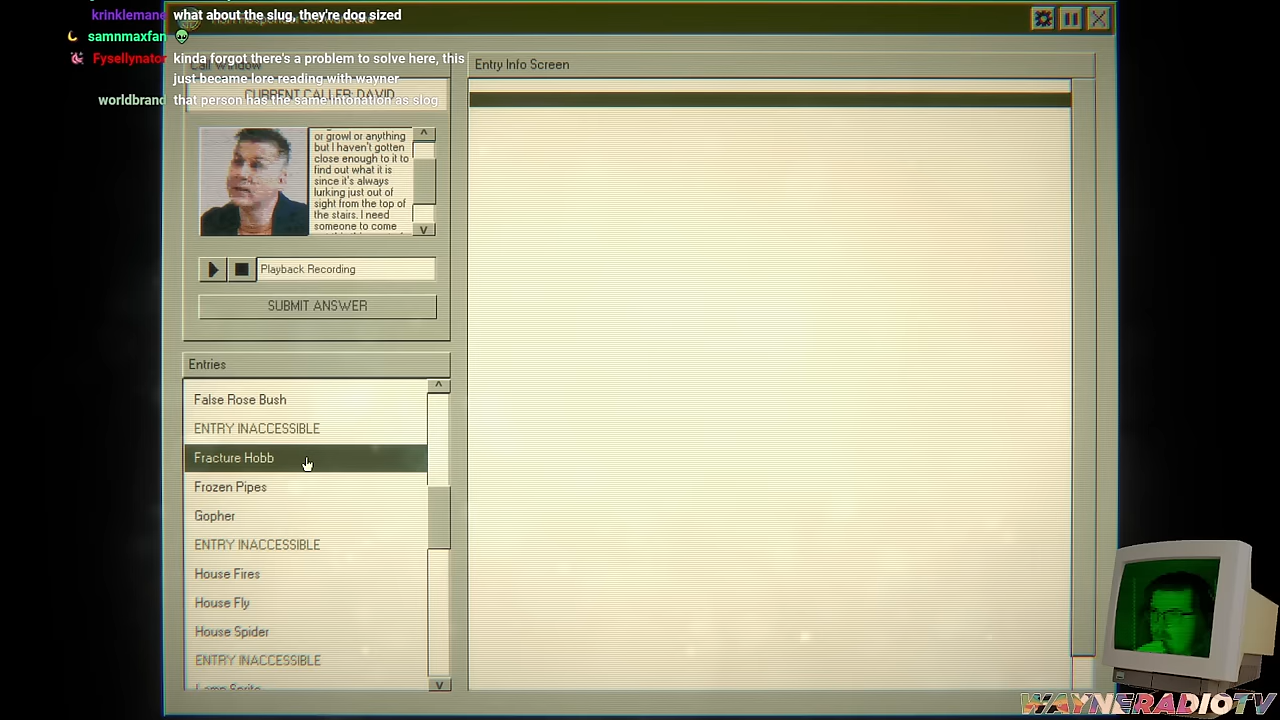 krinklemane what about the slug, they're dog sized
samnmaxfan
Fysellynator kinda forgot there's a problem to solve here, this
just became lore reading with wayner
worldbrand that person has the same intonation as slog
Call Window
Entry Info Screen
CURRENT CALLER: DAVID
or growl or anything
but I haven't gotten
close enough to it to
find out what it is
since it's always
lurking just out of
sight from the top of
the stairs. I need
someone to come
Playback Recording
SUBMIT ANSWER
Entries
False Rose Bush
ENTRY INACCESSIBLE
Fracture Hobb
Frozen Pipes
Gopher
ENTRY INACCESSIBLE
House Fires
House Fly
House Spider
ENTRY INACCESSIBLE
Lamp Sprite
WAYNERADIOTV